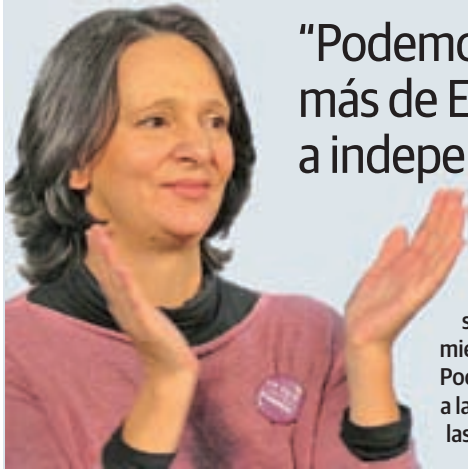 “Podemo
más de E
a indepe
s
mie
Pod
a la
las